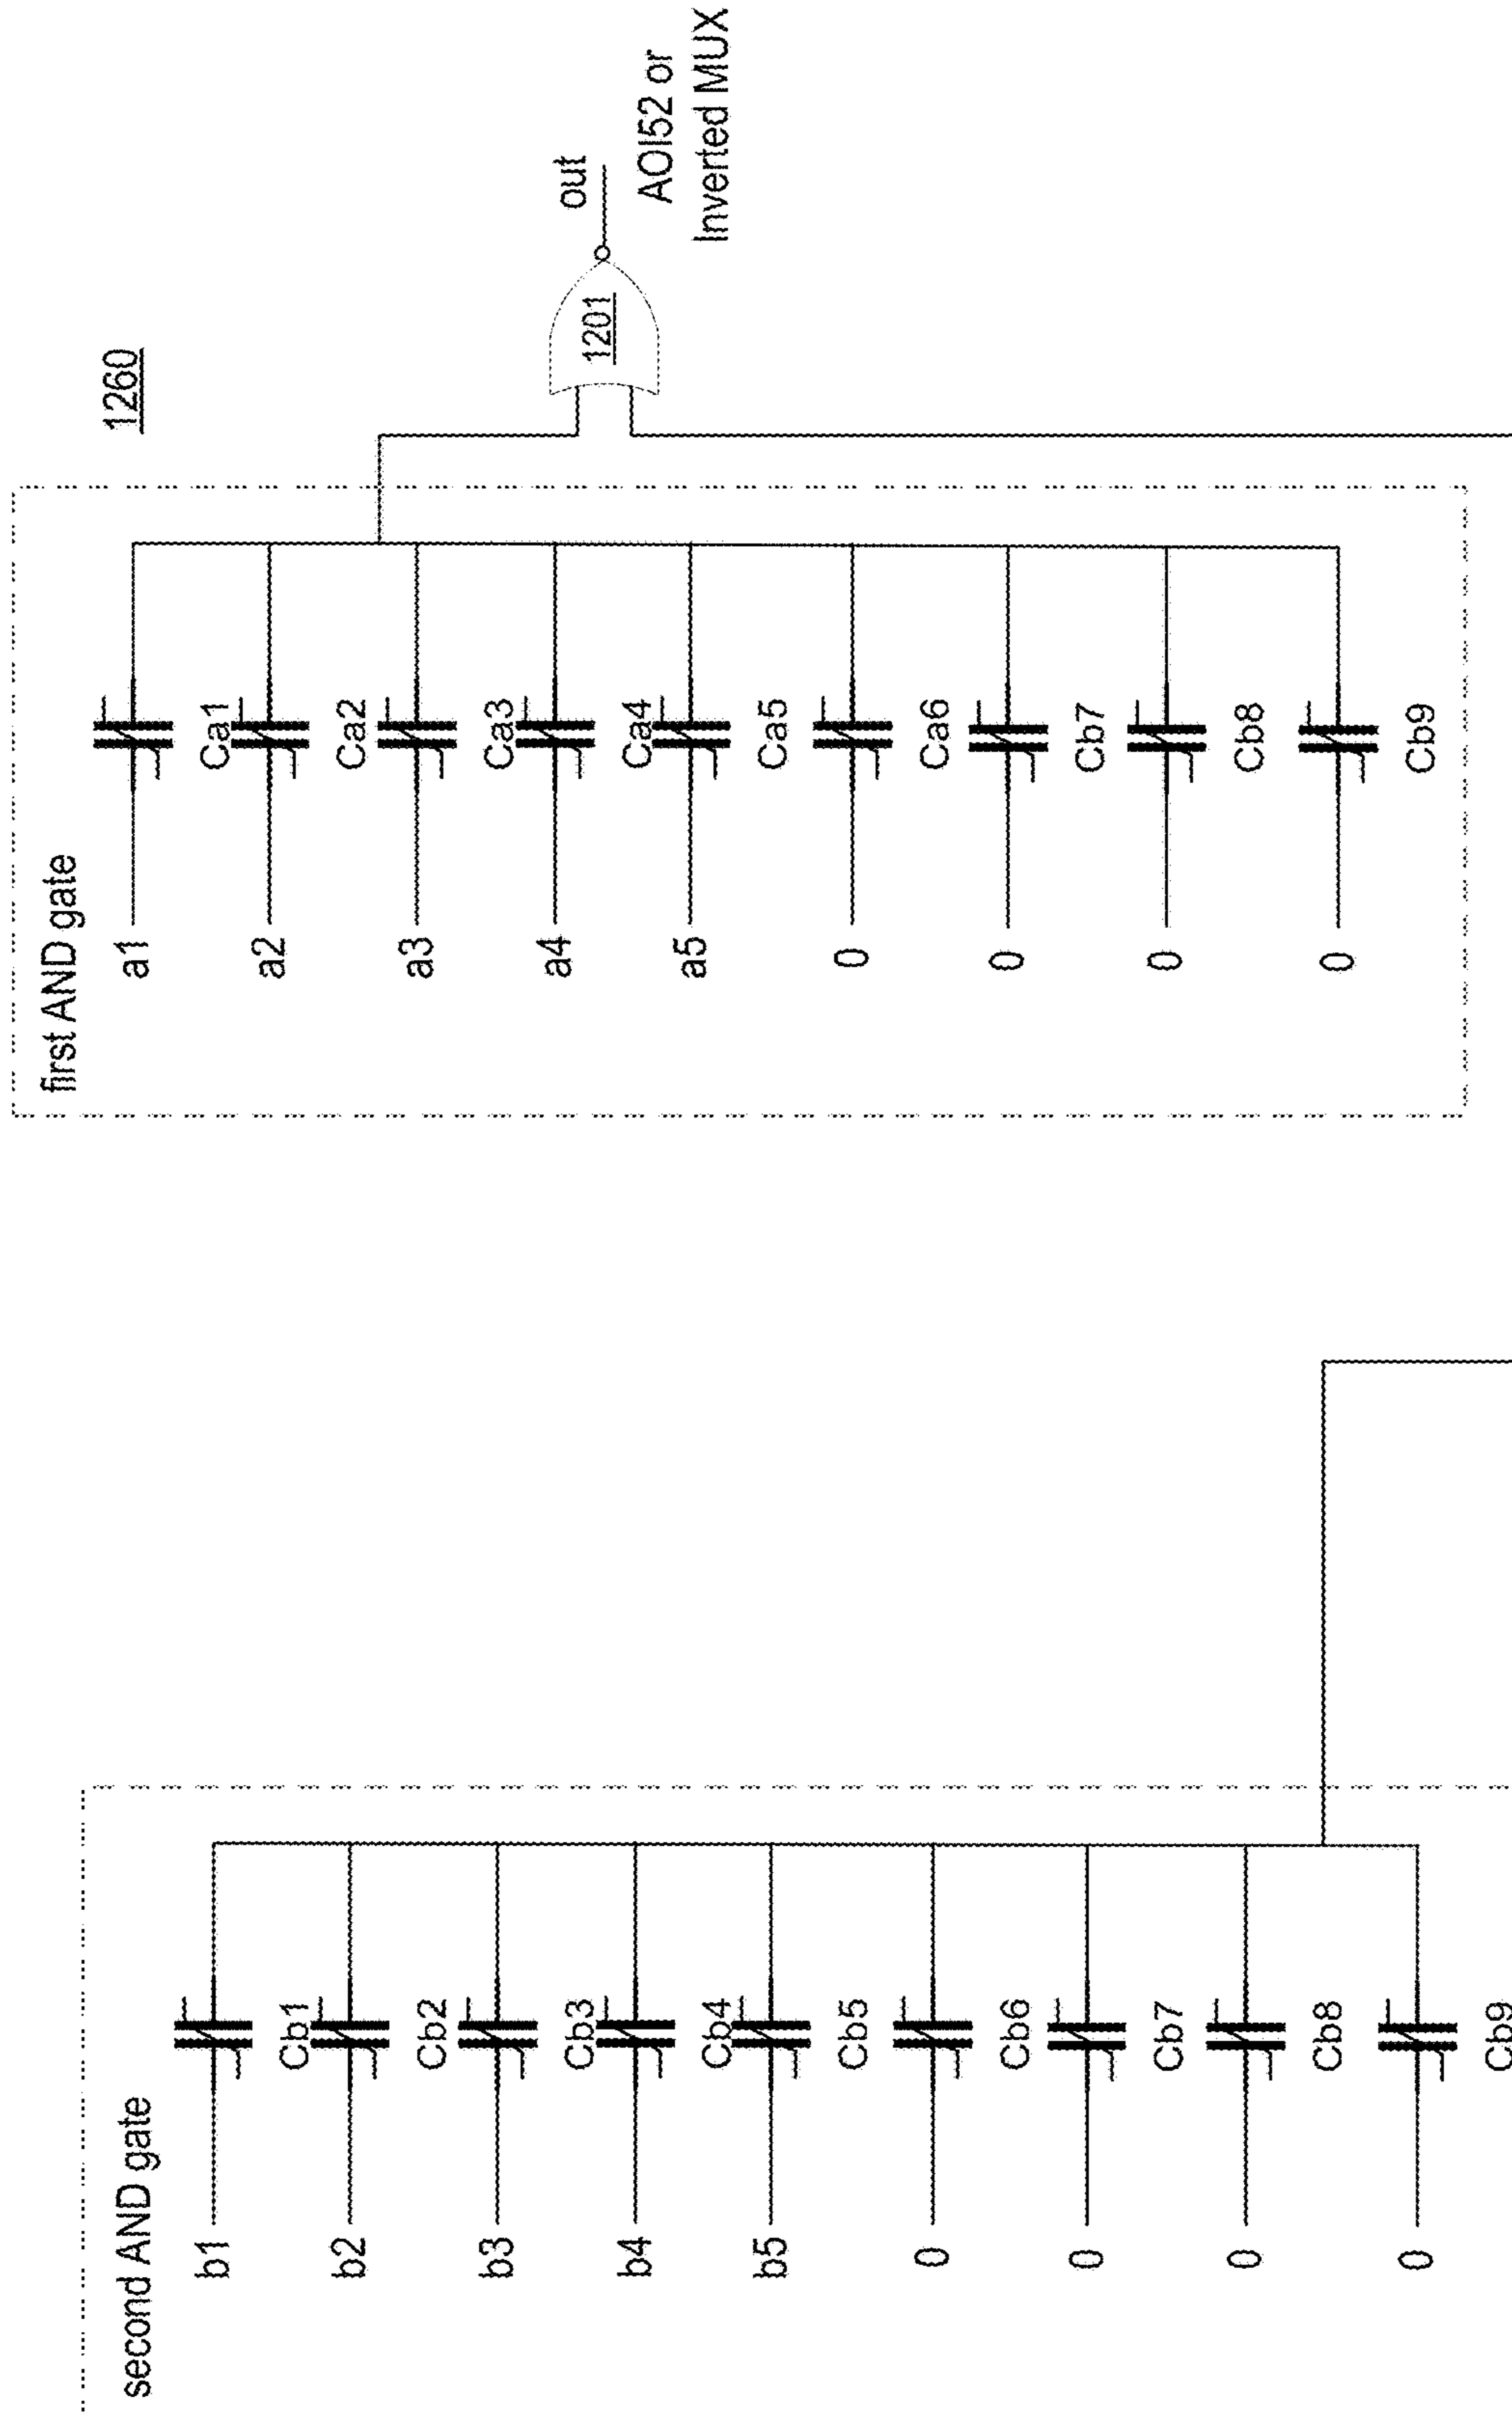 1260
first AND gate
a1
Ca1
a2
Ca2
a3
Ca3
a4
Ca4
a5
Ca5
0
Ca6
0
Cb7
0
Cb8
0
Cb9
1201
out
AOI52 or
Inverted MUX
second AND gate
b1
Cb1
b2
Cb2
b3
Cb3
b4
Cb4
b5
Cb5
0
Cb6
0
Cb7
0
Cb8
0
Cb9